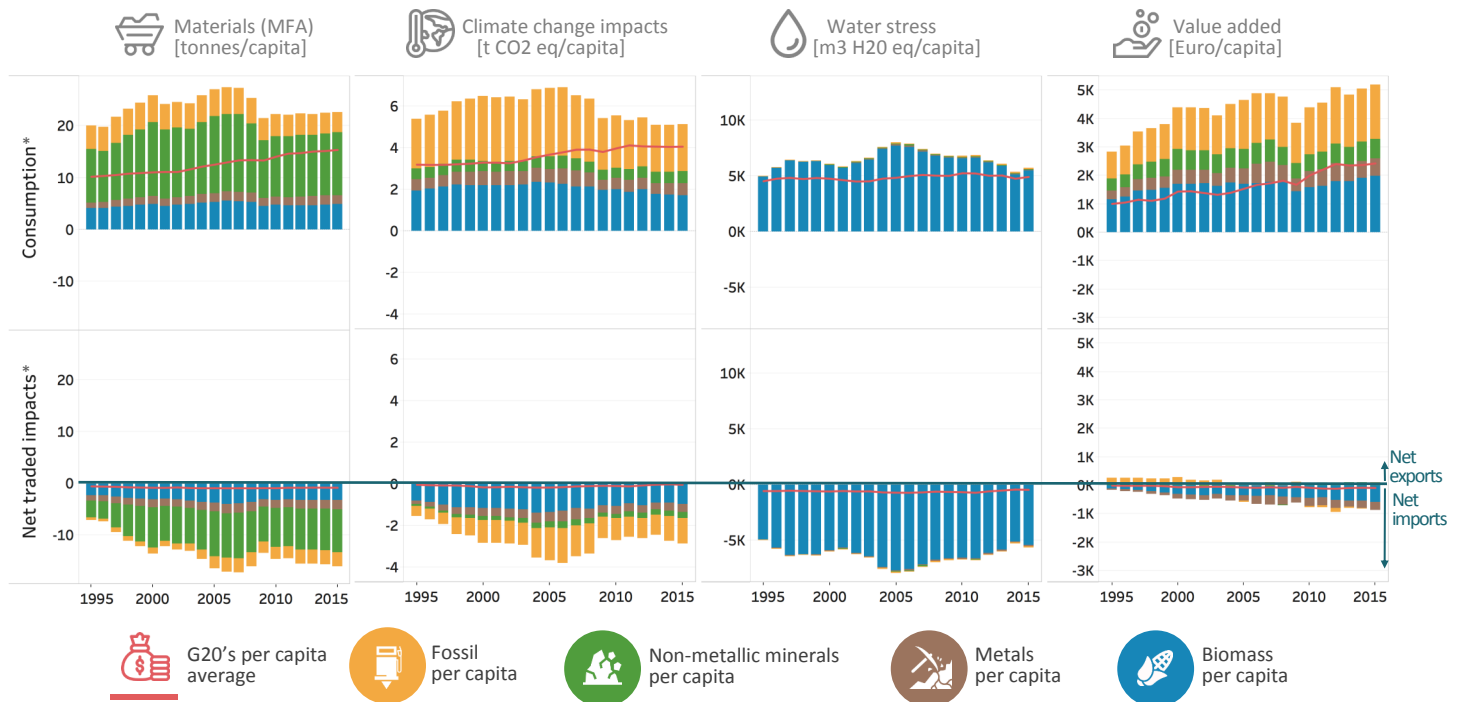 Materials (MFA)
[tonnes/capita]
Climate change impacts
[t CO2 eq/capita]
Water stress
[m3 H20 eq/capita]
Value added
[Euro/capita]
Consumption*
20
10
0
-10
6
4
2
0
-2
-4
10K
5K
0K
-5K
5K
4K
3K
2K
1K
0K
-1K
-2K
-3K
Net traded impacts*
20
10
0
-10
6
4
2
0
-2
-4
10K
5K
0K
-5K
5K
4K
3K
2K
1K
0K
-1K
-2K
-3K
Net
exports
Net
imports
1995 2000 2005 2010 2015
1995 2000 2005 2010 2015
1995 2000 2005 2010 2015
1995 2000 2005 2010 2015
$
G20's per capita
average
Fossil
per capita
Non-metallic minerals
per capita
Metals
per capita
Biomass
per capita